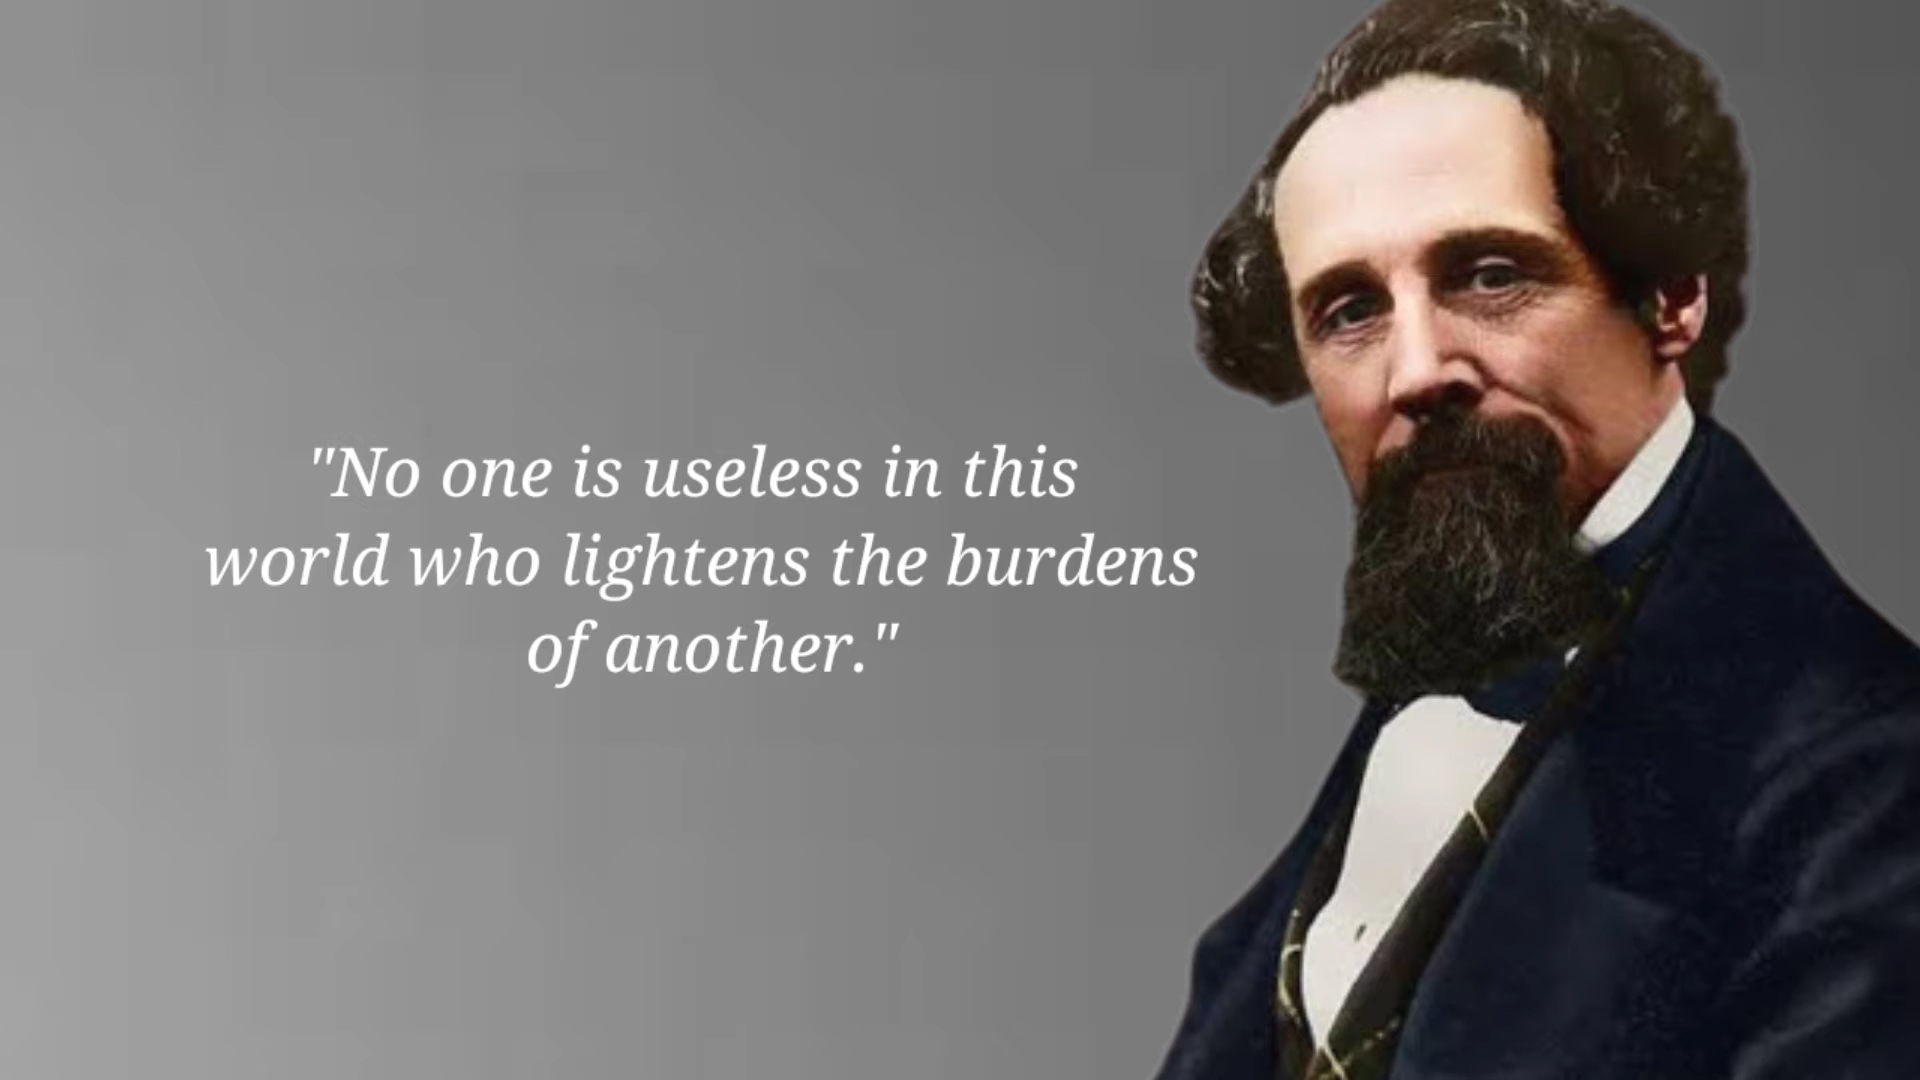 "No one is useless in this
world who lightens the burdens
of another."